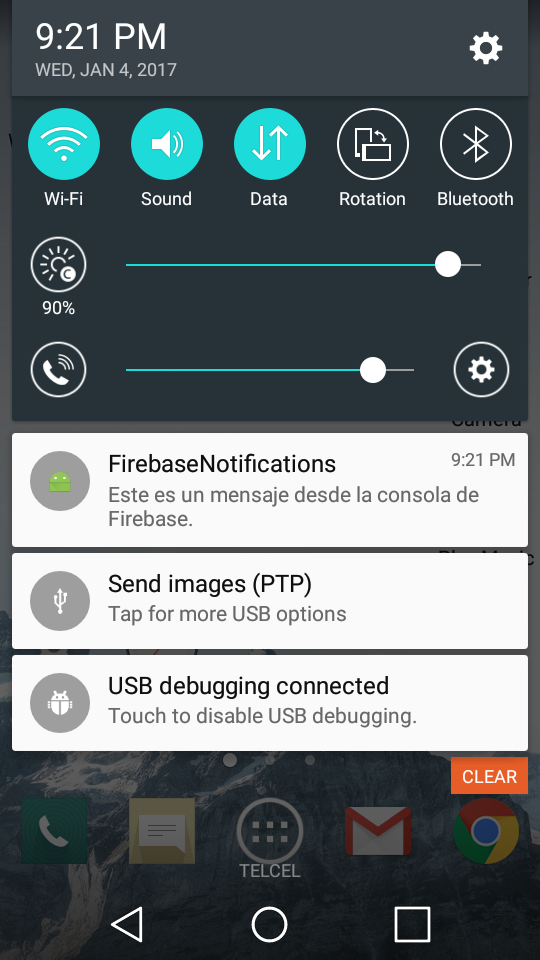 9:21 PM
WED, JAN 4, 2017
Wi-Fi
Sound
Data
Rotation
Bluetooth
90%
Camera
FirebaseNotifications
9:21 PM
Este es un mensaje desde la consola de
Firebase.
Send images (PTP)
Tap for more USB options
USB debugging connected
Touch to disable USB debugging.
CLEAR
TELCEL